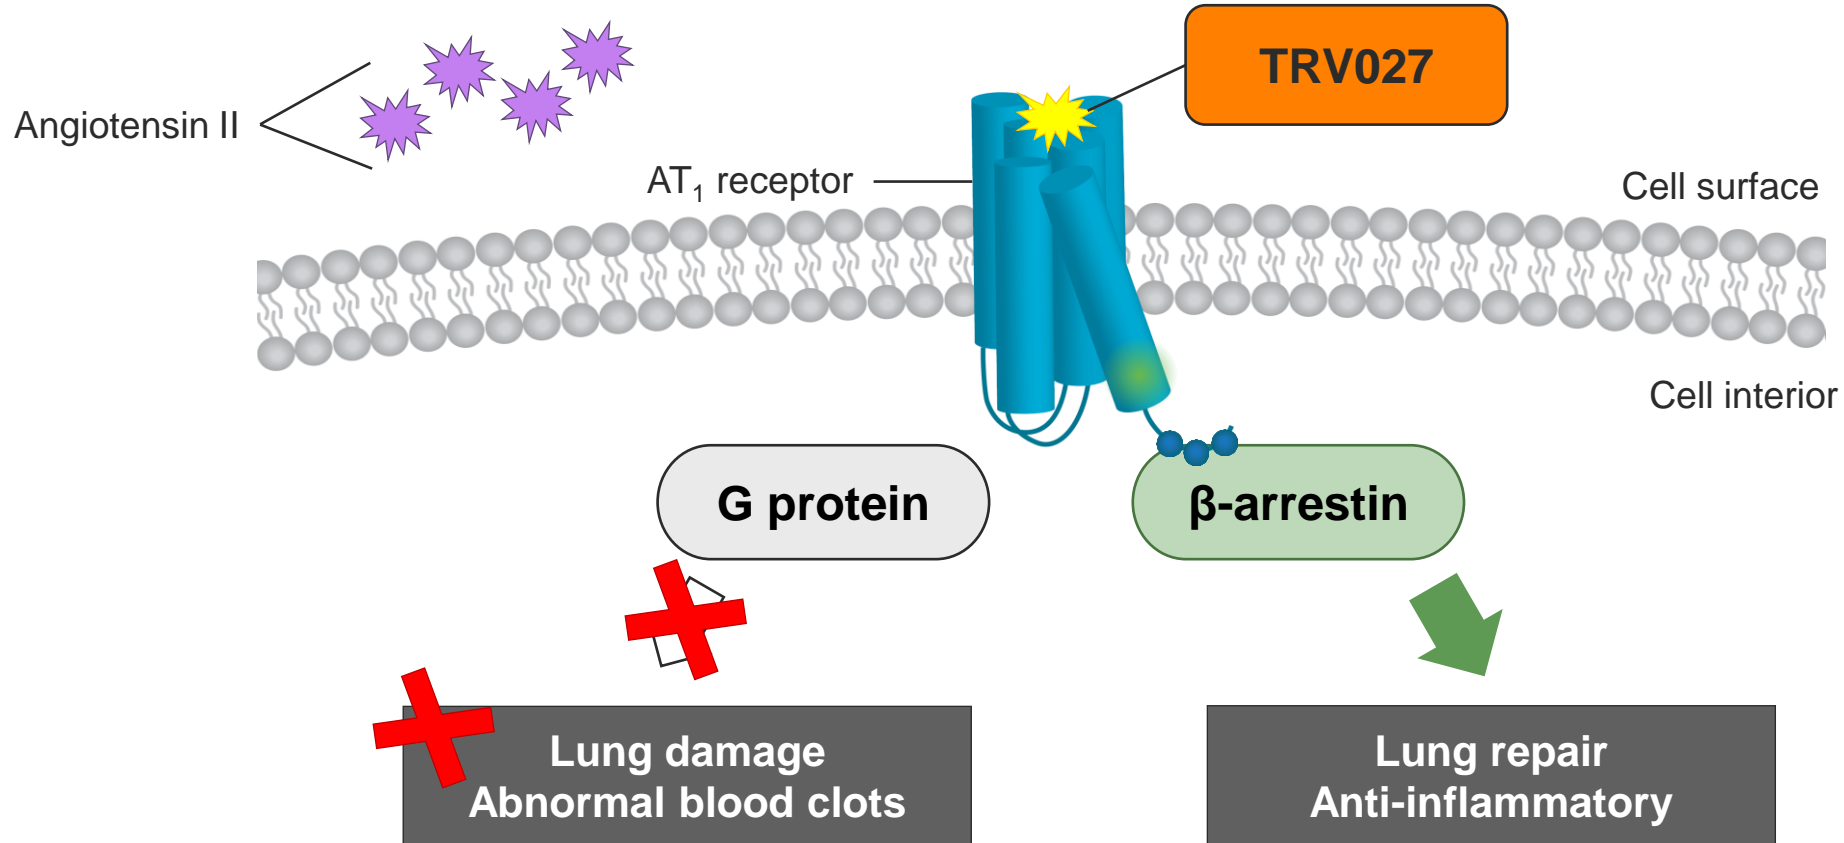 TRV027
Angiotensin II
AT₁ receptor
Cell surface
Cell interior
G protein
β-arrestin
Lung damage
Abnormal blood clots
Lung repair
Anti-inflammatory